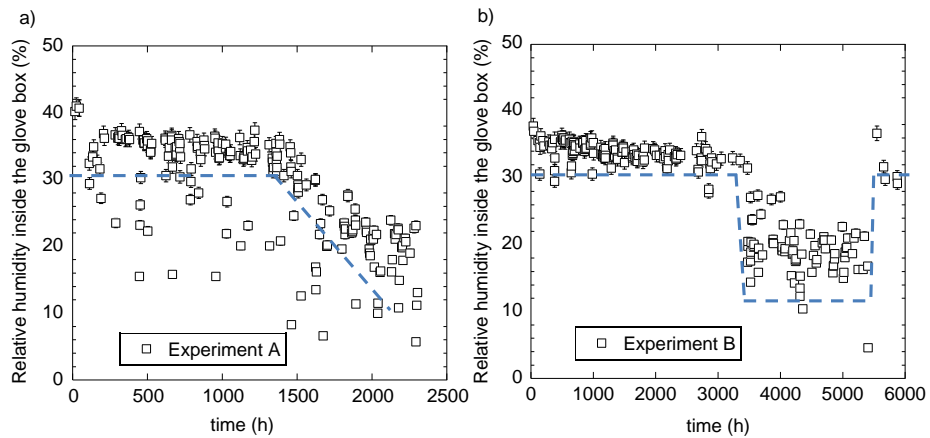 a)
Relative humidity inside the glove box (%)
50
40
30
20
10
0
Experiment A
0 500 1000 1500 2000 2500
time (h)
b)
Relative humidity inside the glove box (%)
50
40
30
20
10
0
Experiment B
0 1000 2000 3000 4000 5000 6000
time (h)